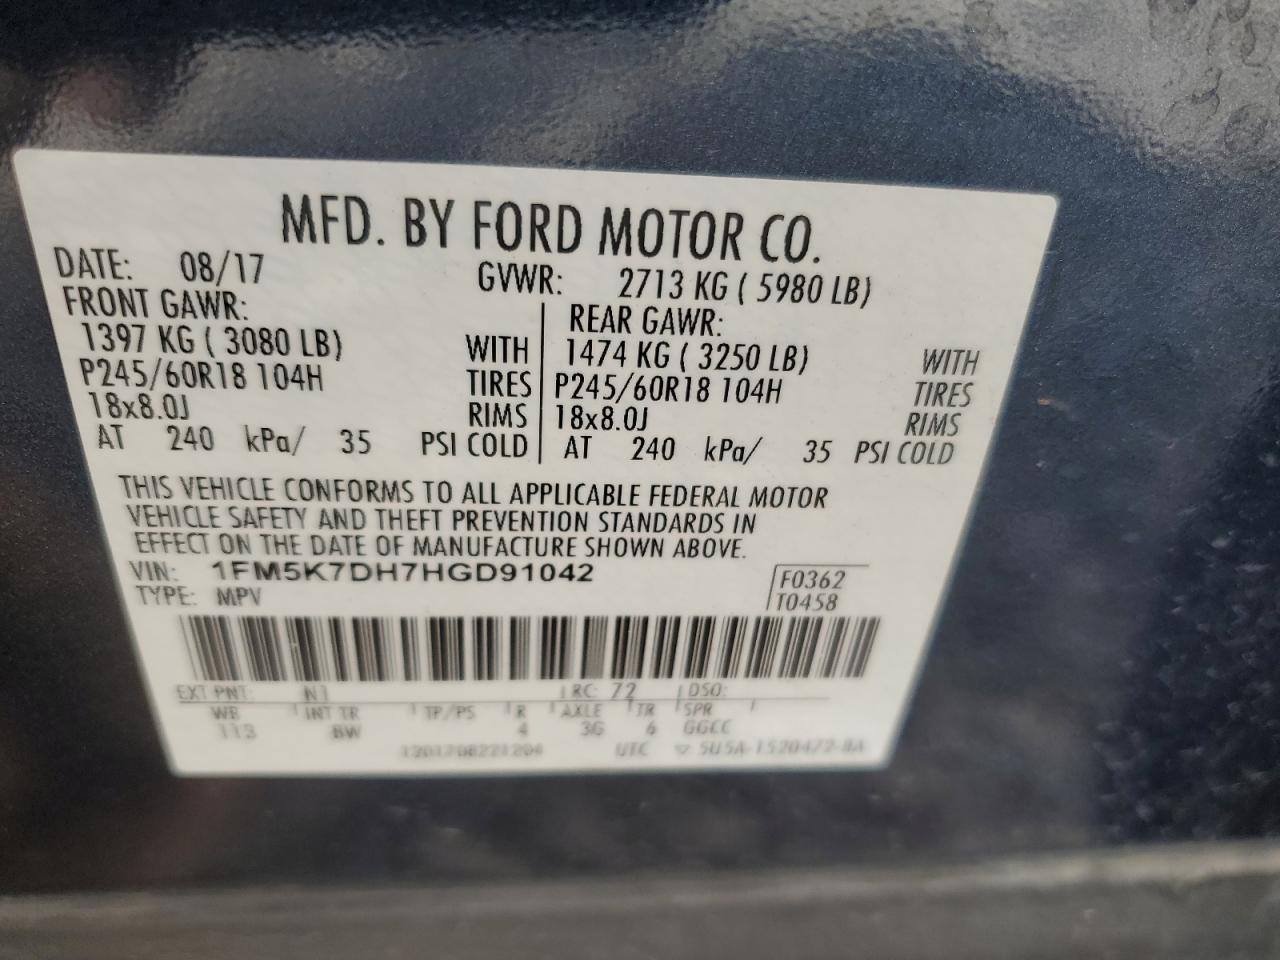 MFD. BY FORD MOTOR CO.
DATE: 08/17 GVWR: 2713 KG ( 5980 LB)
FRONT GAWR: REAR GAWR:
1397 KG ( 3080 LB) WITH 1474 KG ( 3250 LB) WITH
P245/60R18 104H TIRES P245/60R18 104H TIRES
18x8.0J RIMS 18x8.0J RIMS
AT 240 kPa/ 35 PSI COLD AT 240 kPa/ 35 PSI COLD
THIS VEHICLE CONFORMS TO ALL APPLICABLE FEDERAL MOTOR
VEHICLE SAFETY AND THEFT PREVENTION STANDARDS IN
EFFECT ON THE DATE OF MANUFACTURE SHOWN ABOVE.
VIN: 1FM5K7DH7HGD91042 F0362
TYPE: MPV T0458
EXT PNT: N1 RC: 72 DSO:
WB INT TR TP/PS R AXLE TR SPR
113 BW 4 3G 6 GGCC
1201708221204 UTC ▽ 5U5A-1520472-BA